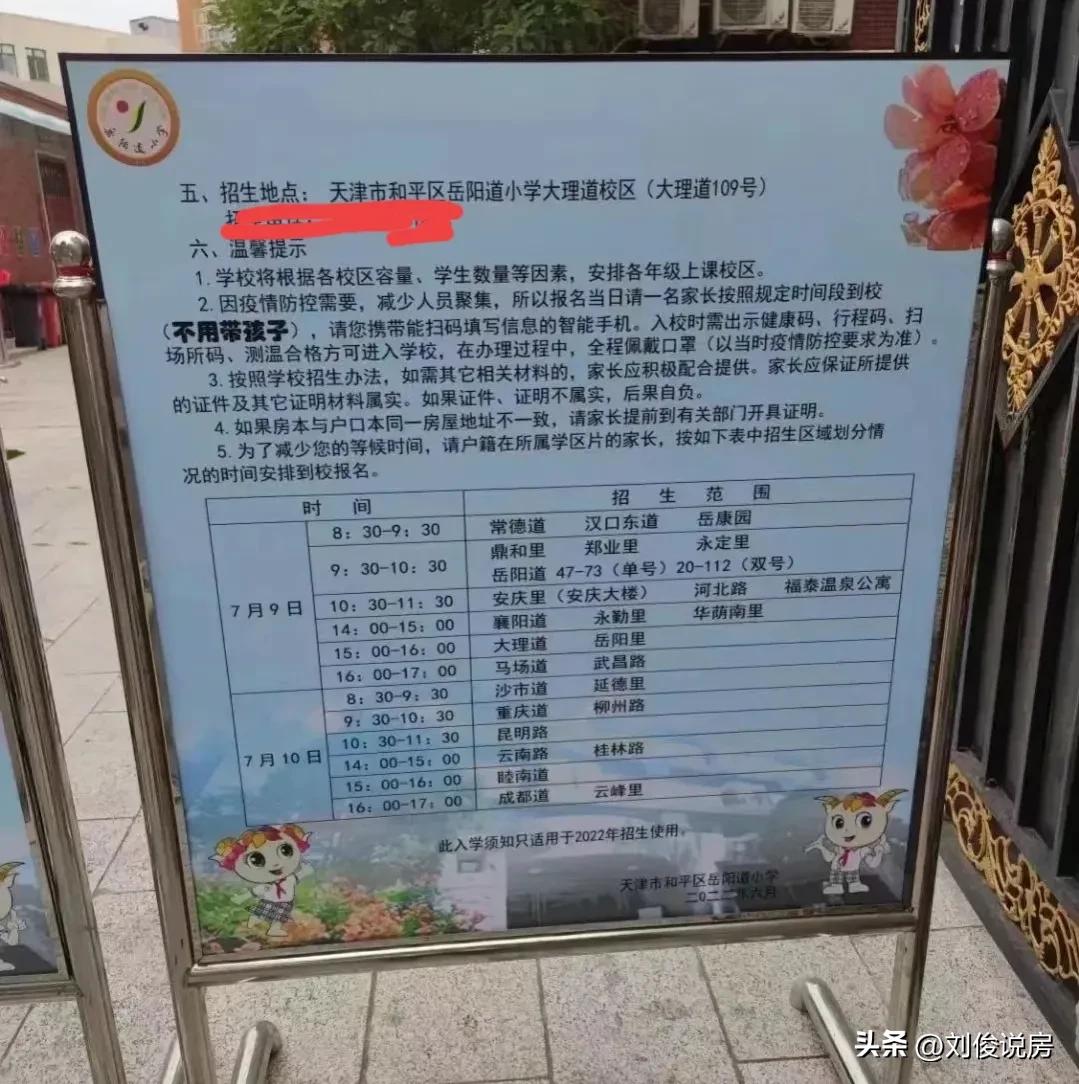 岳阳道小学
五、招生地点: 天津市和平区岳阳道小学大理道校区（大理道109号）
六、温馨提示
1. 学校将根据各校区容量、学生数量等因素，安排各年级上课校区。
2. 因疫情防控需要，减少人员聚集，所以报名当日请一名家长按照规定时间段到校
（不用带孩子），请您携带能扫码填写信息的智能手机。入校时需出示健康码、行程码、扫
场所码、测温合格方可进入学校，在办理过程中，全程佩戴口罩（以当时疫情防控要求为准）。
3. 按照学校招生办法，如需其它相关材料的，家长应积极配合提供。家长应保证所提供
的证件及其它证明材料属实。如果证件、证明不属实，后果自负。
4. 如果房本与户口本同一房屋地址不一致，请家长提前到有关部门开具证明。
5. 为了减少您的等候时间，请户籍在所属学区片的家长，按如下表中招生区域划分情
况的时间安排到校报名。
时 间 招 生 范 围
7月9日
8: 30-9: 30 常德道 汉口东道 岳康园
9: 30-10: 30 鼎和里 郑业里 永定里
岳阳道 47-73（单号）20-112（双号）
10: 30-11: 30 安庆里（安庆大楼） 河北路 福泰温泉公寓
14: 00-15: 00 襄阳道 永勤里 华荫南里
15: 00-16: 00 大理道 岳阳里
16: 00-17: 00 马场道 武昌路
7月10日
8: 30-9: 30 沙市道 延德里
9: 30-10: 30 重庆道 柳州路
10: 30-11: 30 昆明路
14: 00-15: 00 云南路 桂林路
15: 00-16: 00 睦南道
16: 00-17: 00 成都道 云峰里
此入学须知只适用于2022年招生使用。
天津市和平区岳阳道小学
二〇二二年六月
头条 @刘俊说房